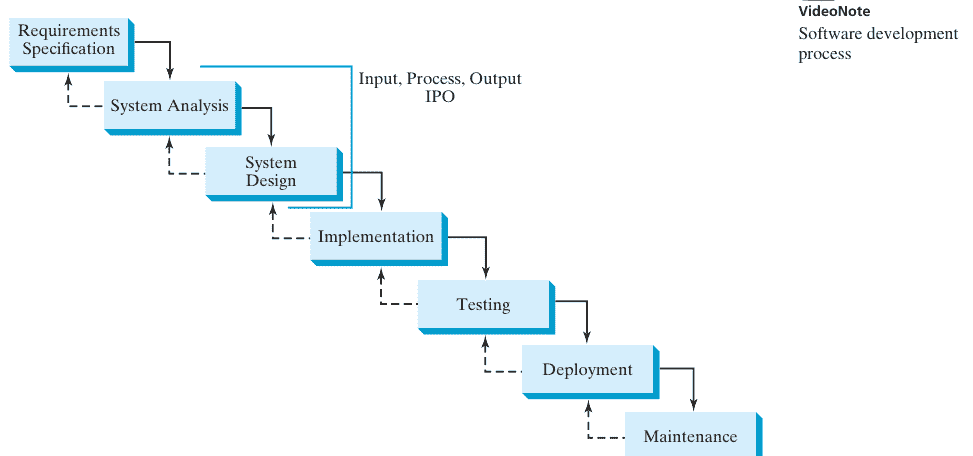 VideoNote
Software development
process
Requirements
Specification
Input, Process, Output
IPO
System Analysis
System
Design
Implementation
Testing
Deployment
Maintenance